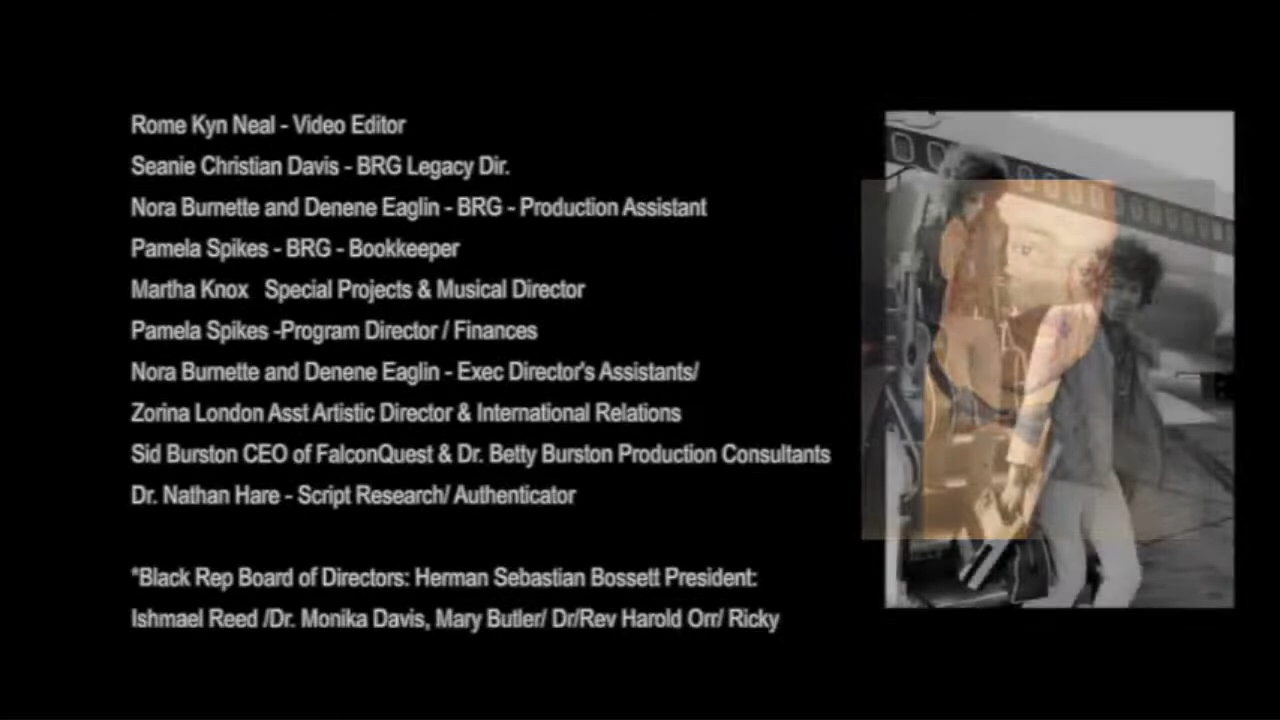 Rome Kyn Neal - Video Editor
Seanie Christian Davis - BRG Legacy Dir.
Nora Burnette and Denene Eaglin - BRG - Production Assistant
Pamela Spikes - BRG - Bookkeeper
Martha Knox   Special Projects & Musical Director
Pamela Spikes -Program Director / Finances
Nora Burnette and Denene Eaglin - Exec Director's Assistants/
Zorina London Asst Artistic Director & International Relations
Sid Burston CEO of FalconQuest & Dr. Betty Burston Production Consultants
Dr. Nathan Hare - Script Research/ Authenticator
*Black Rep Board of Directors: Herman Sebastian Bossett President:
Ishmael Reed /Dr. Monika Davis, Mary Butler/ Dr/Rev Harold Orr/ Ricky